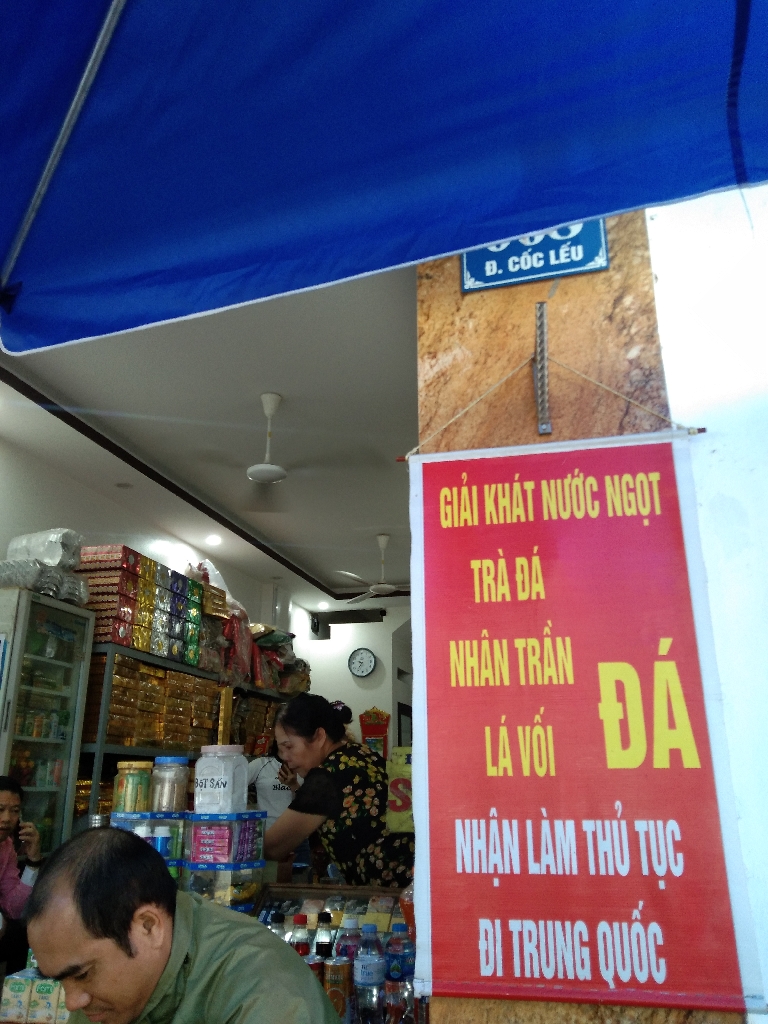 Đ. CỐC LẾU
GIẢI KHÁT NƯỚC NGỌT
TRÀ ĐÁ
NHÂN TRẦN
LÁ VỐI
ĐÁ
NHẬN LÀM THỦ TỤC
ĐI TRUNG QUỐC
BỘT SẮN